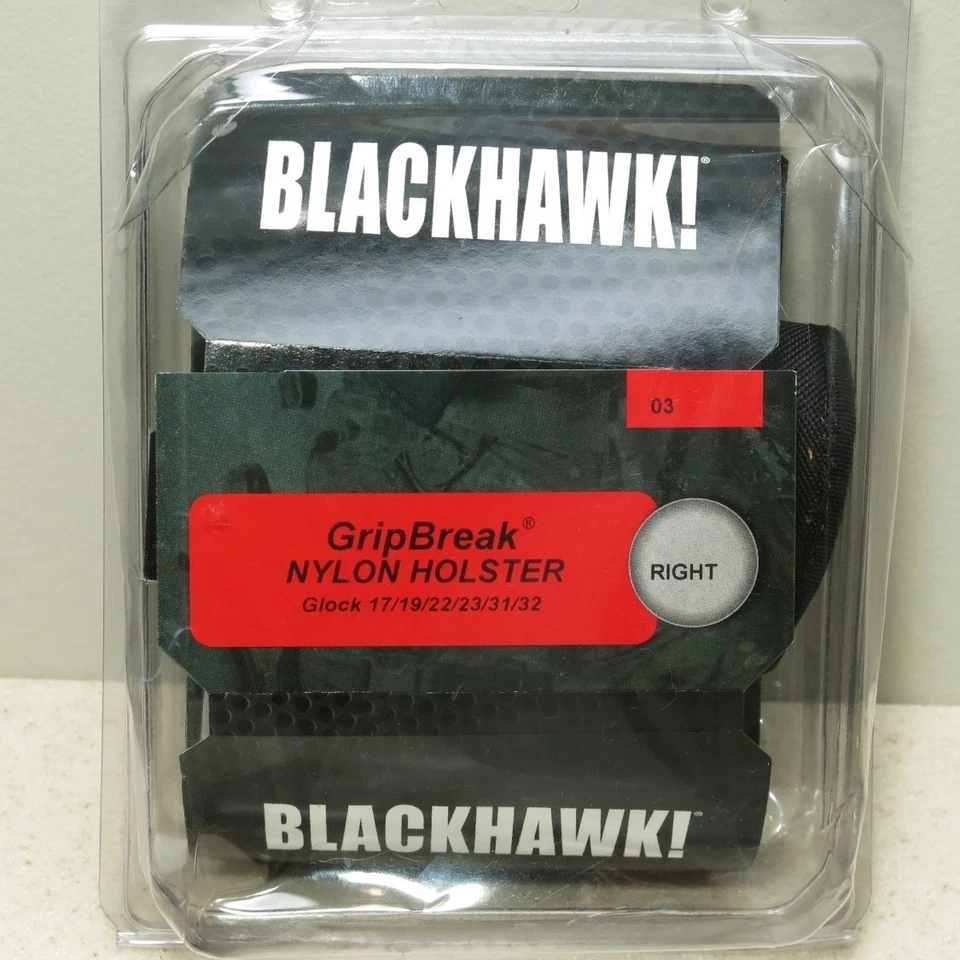 BLACKHAWK!®
03
GripBreak®
NYLON HOLSTER
Glock 17/19/22/23/31/32
RIGHT
BLACKHAWK!®